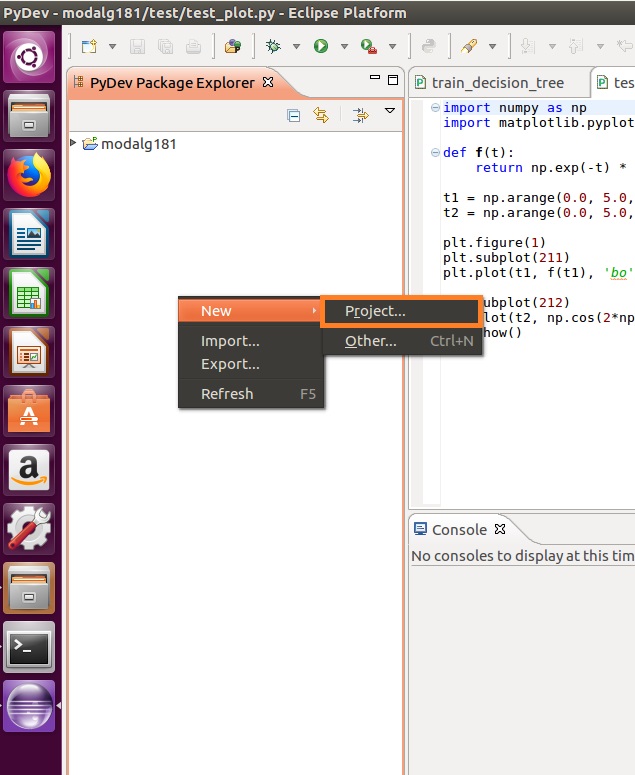 PyDev - modalg181/test/test_plot.py - Eclipse Platform
PyDev Package Explorer
modalg181
New
Project...
Other... Ctrl+N
Import...
Export...
Refresh F5
train_decision_tree
tes
import numpy as np
import matplotlib.pyplot
def f(t):
return np.exp(-t) *
t1 = np.arange(0.0, 5.0,
t2 = np.arange(0.0, 5.0,
plt.figure(1)
plt.subplot(211)
plt.plot(t1, f(t1), 'bo'
ubplot(212)
lot(t2, np.cos(2*np
how()
Console
No consoles to display at this tim